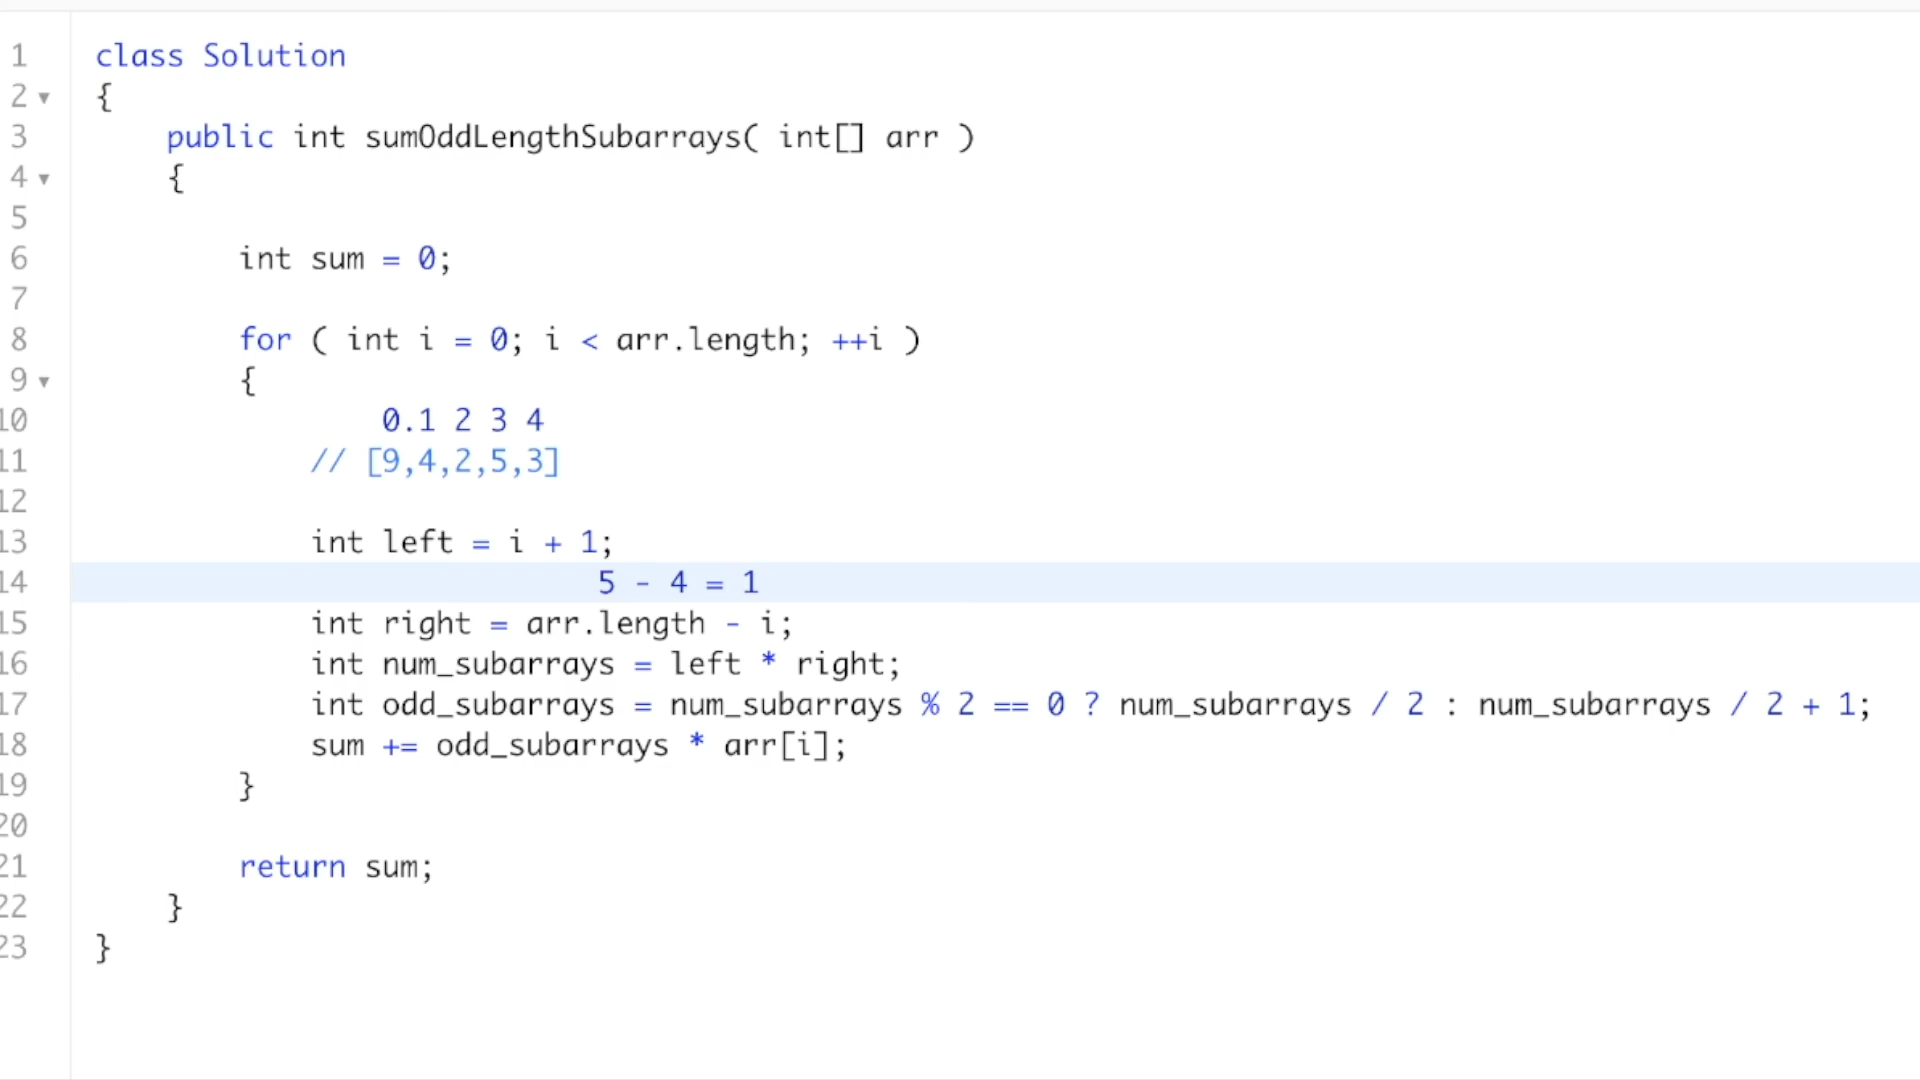 1 class Solution
2 {
3 public int sumOddLengthSubarrays( int[] arr )
4 {
5
6 int sum = 0;
7
8 for ( int i = 0; i < arr.length; ++i )
9 {
10 0.1 2 3 4
11 // [9,4,2,5,3]
12
13 int left = i + 1;
14 5 - 4 = 1
15 int right = arr.length - i;
16 int num_subarrays = left * right;
17 int odd_subarrays = num_subarrays % 2 == 0 ? num_subarrays / 2 : num_subarrays / 2 + 1;
18 sum += odd_subarrays * arr[i];
19 }
20
21 return sum;
22 }
23 }